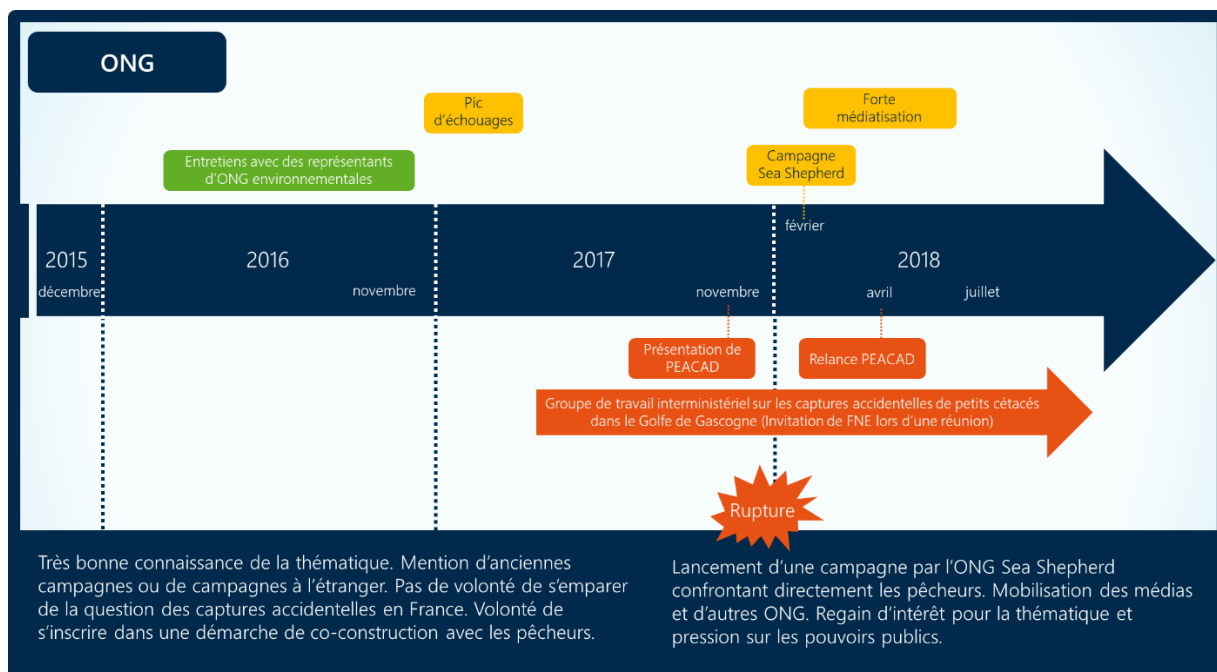 ONG
Pic
d'échouages
Forte
médiatisation
Entretiens avec des représentants
d'ONG environnementales
Campagne
Sea Shepherd
février
2015
2016
2017
2018
décembre
novembre
novembre
avril
juillet
Présentation de
PEACAD
Relance PEACAD
Groupe de travail interministériel sur les captures accidentelles de petits cétacés
dans le Golfe de Gascogne (Invitation de FNE lors d'une réunion)
Rupture
Très bonne connaissance de la thématique. Mention d'anciennes
campagnes ou de campagnes à l'étranger. Pas de volonté de s'emparer
de la question des captures accidentelles en France. Volonté de
s'inscrire dans une démarche de co-construction avec les pêcheurs.
Lancement d'une campagne par l'ONG Sea Shepherd
confrontant directement les pêcheurs. Mobilisation des médias
et d'autres ONG. Regain d'intérêt pour la thématique et
pression sur les pouvoirs publics.